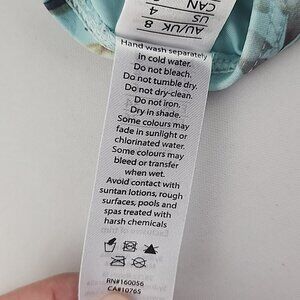 AU/UK 8
US 4
CAN
Hand wash separately
in cold water.
Do not bleach.
Do not tumble dry.
Do not dry-clean.
Do not iron.
Dry in shade.
Some colours may
fade in sunlight or
chlorinated water.
Some colours may
bleed or transfer
when wet.
Avoid contact with
suntan lotions, rough
surfaces, pools and
spas treated with
harsh chemicals
RN#160056
CA#10765